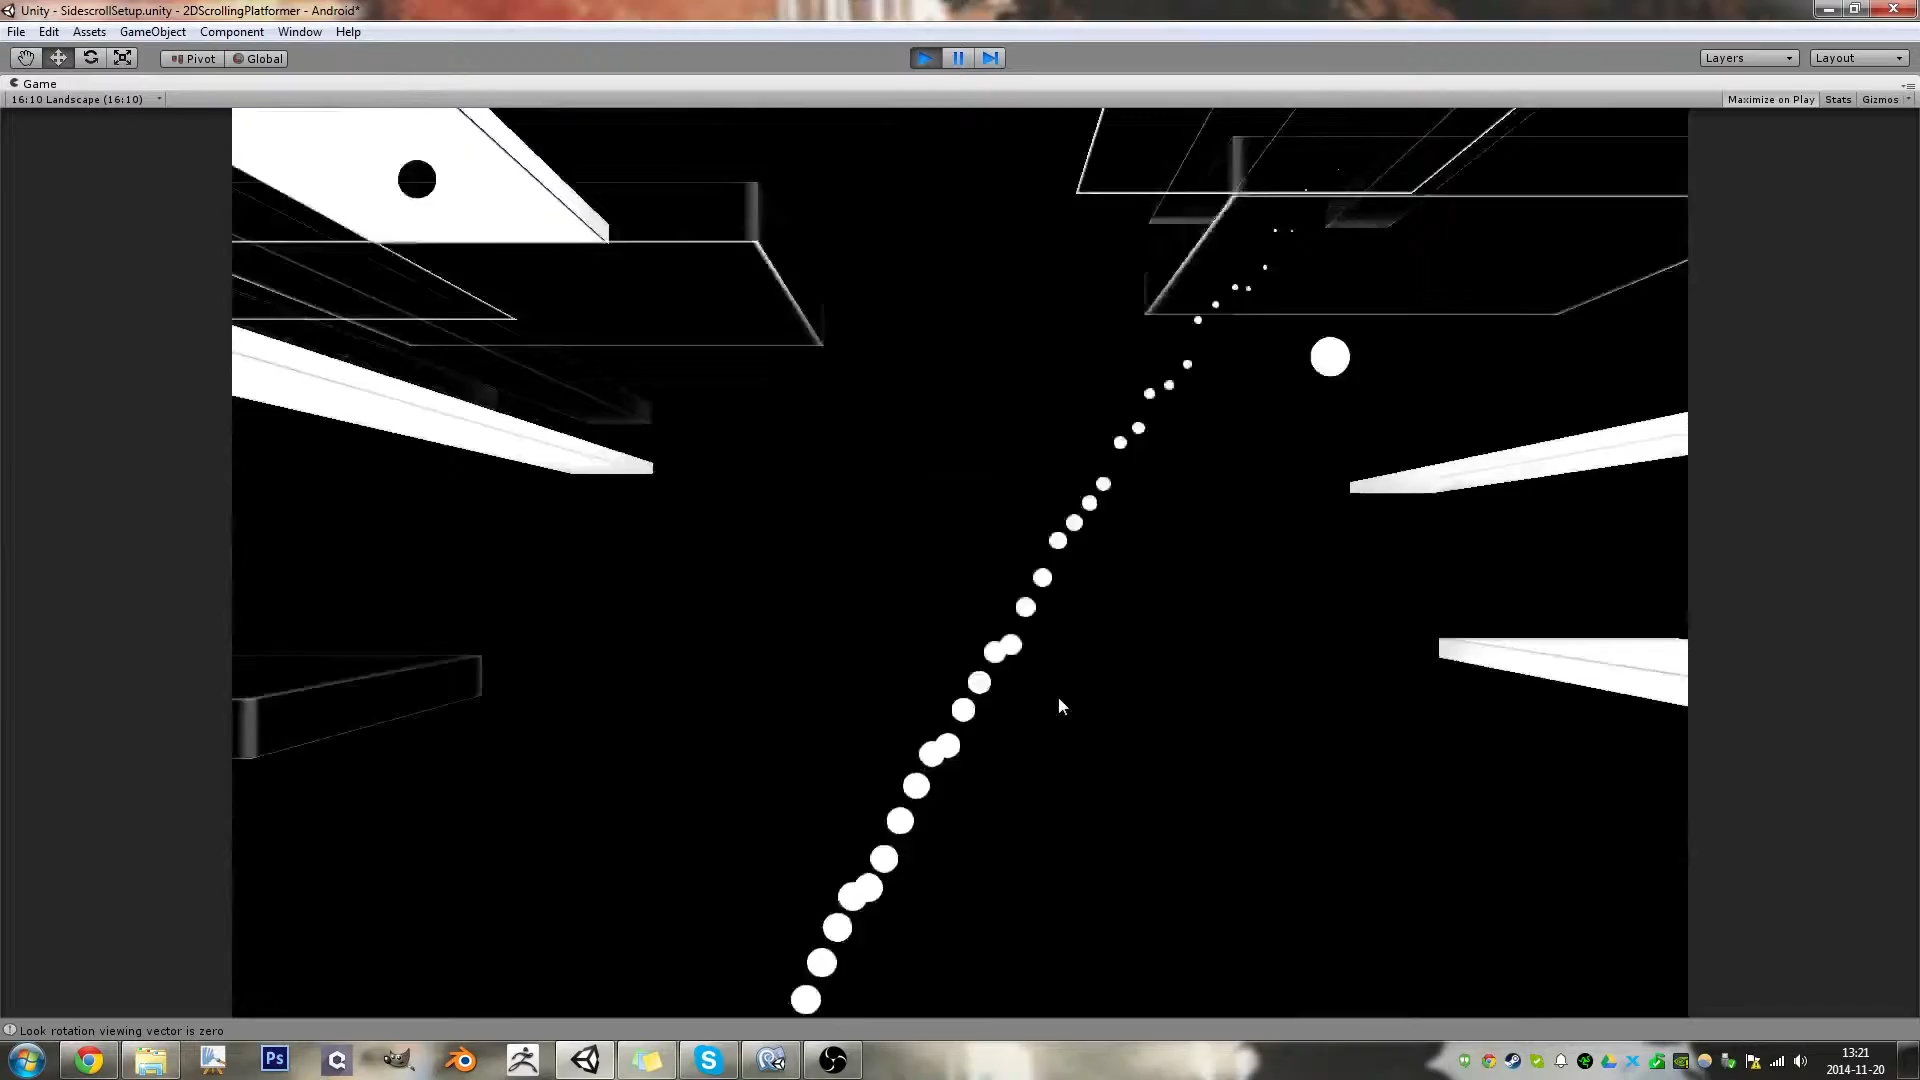 Unity - SidescrollSetup.unity - 2DScrollingPlatformer - Android*
File Edit Assets GameObject Component Window Help
Pivot Global Layers Layout
Game
16:10 Landscape (16:10) Maximize on Play Stats Gizmos
Look rotation viewing vector is zero
Ps
13:21
2014-11-20